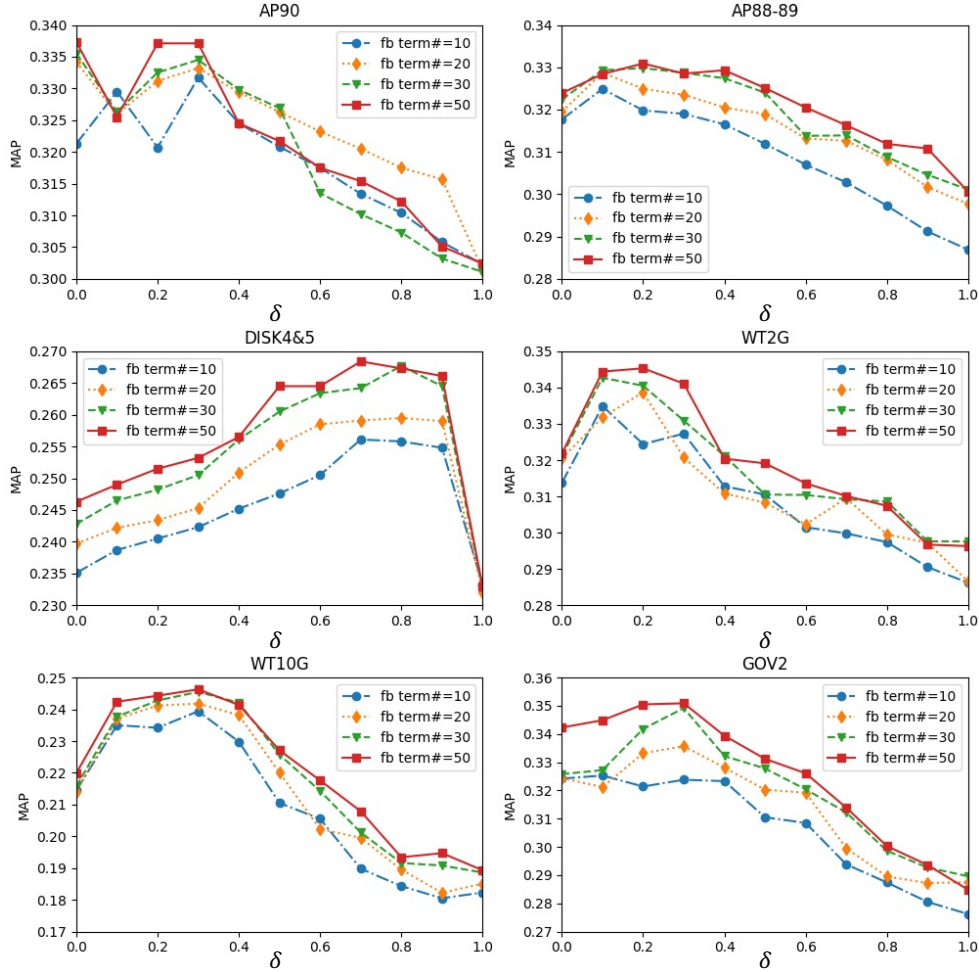 AP90
MAP
0.340
0.335
0.330
0.325
0.320
0.315
0.310
0.305
0.300
fb term#=10
fb term#=20
fb term#=30
fb term#=50
0.0 0.2 0.4 0.6 0.8 1.0
δ
AP88-89
MAP
0.34
0.33
0.32
0.31
0.30
0.29
0.28
fb term#=10
fb term#=20
fb term#=30
fb term#=50
0.0 0.2 0.4 0.6 0.8 1.0
δ
DISK4&5
MAP
0.270
0.265
0.260
0.255
0.250
0.245
0.240
0.235
0.230
fb term#=10
fb term#=20
fb term#=30
fb term#=50
0.0 0.2 0.4 0.6 0.8 1.0
δ
WT2G
MAP
0.35
0.34
0.33
0.32
0.31
0.30
0.29
0.28
fb term#=10
fb term#=20
fb term#=30
fb term#=50
0.0 0.2 0.4 0.6 0.8 1.0
δ
WT10G
MAP
0.25
0.24
0.23
0.22
0.21
0.20
0.19
0.18
0.17
fb term#=10
fb term#=20
fb term#=30
fb term#=50
0.0 0.2 0.4 0.6 0.8 1.0
δ
GOV2
MAP
0.36
0.35
0.34
0.33
0.32
0.31
0.30
0.29
0.28
0.27
fb term#=10
fb term#=20
fb term#=30
fb term#=50
0.0 0.2 0.4 0.6 0.8 1.0
δ